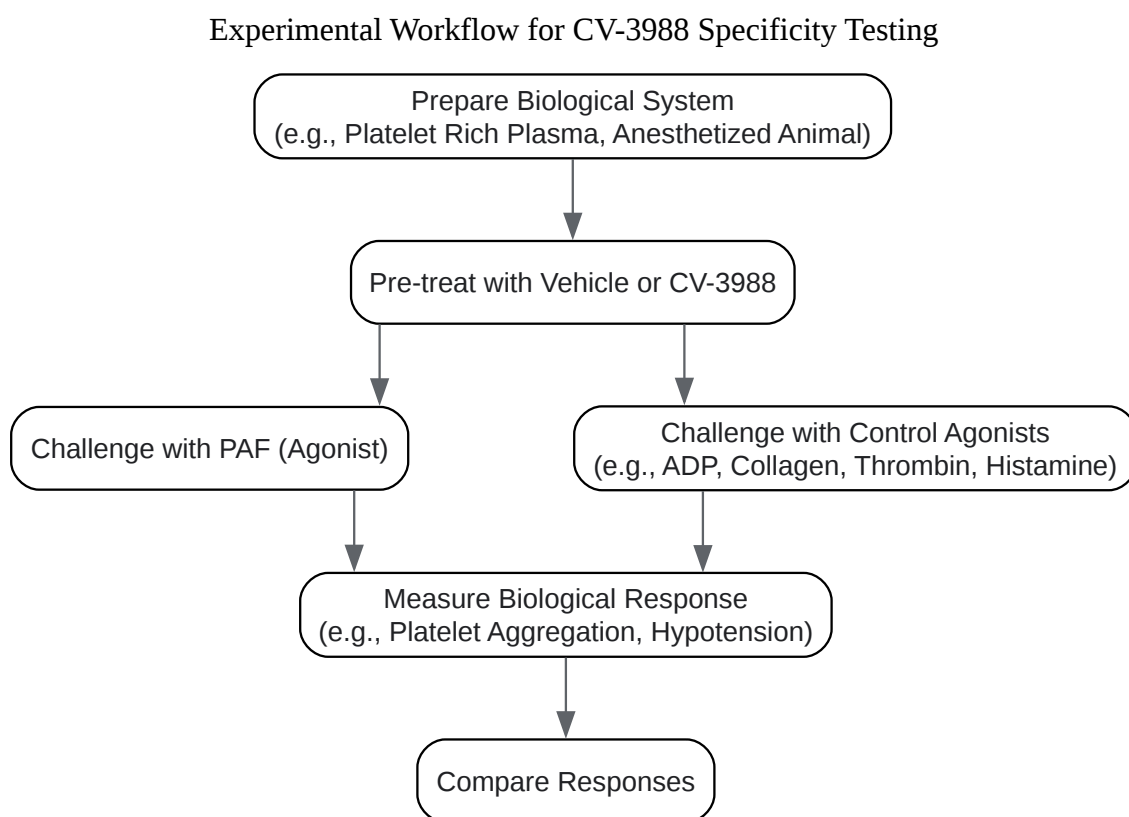 Experimental Workflow for CV-3988 Specificity Testing
Prepare Biological System
(e.g., Platelet Rich Plasma, Anesthetized Animal)
Pre-treat with Vehicle or CV-3988
Challenge with PAF (Agonist)
Challenge with Control Agonists
(e.g., ADP, Collagen, Thrombin, Histamine)
Measure Biological Response
(e.g., Platelet Aggregation, Hypotension)
Compare Responses